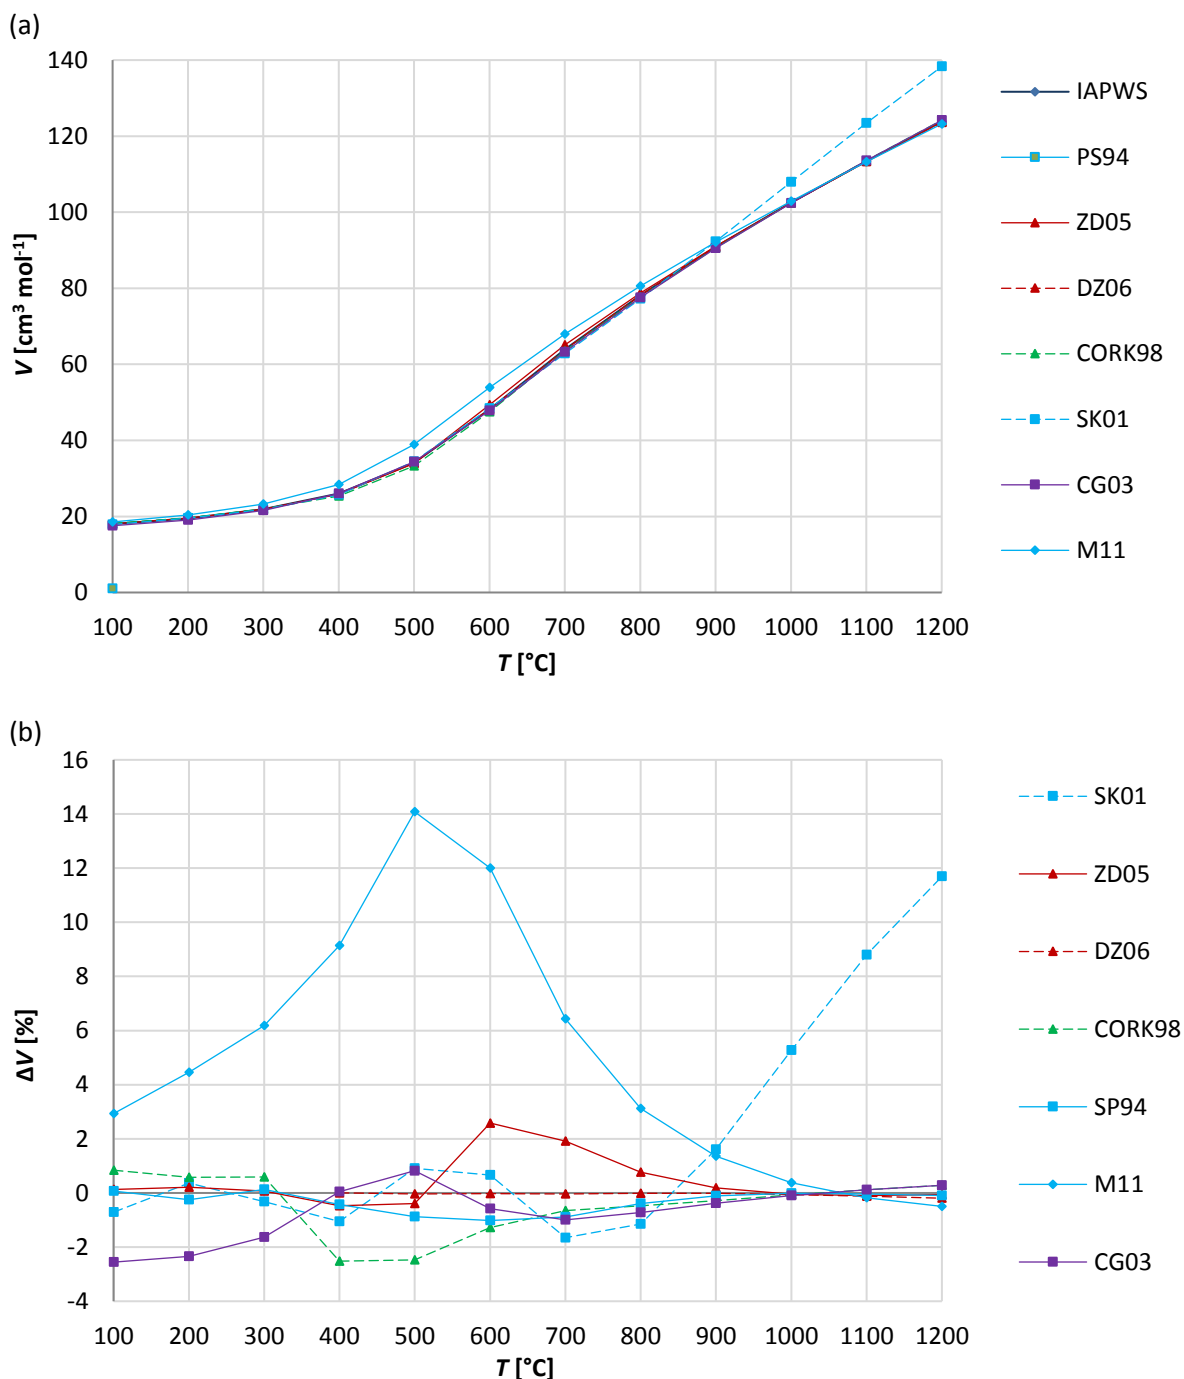 (a)
140
120
100
80
60
40
20
0
V [cm³ mol⁻¹]
100 200 300 400 500 600 700 800 900 1000 1100 1200
T [°C]
IAPWS
PS94
ZD05
DZ06
CORK98
SK01
CG03
M11
(b)
16
14
12
10
8
6
4
2
0
-2
-4
ΔV [%]
100 200 300 400 500 600 700 800 900 1000 1100 1200
T [°C]
SK01
ZD05
DZ06
CORK98
SP94
M11
CG03